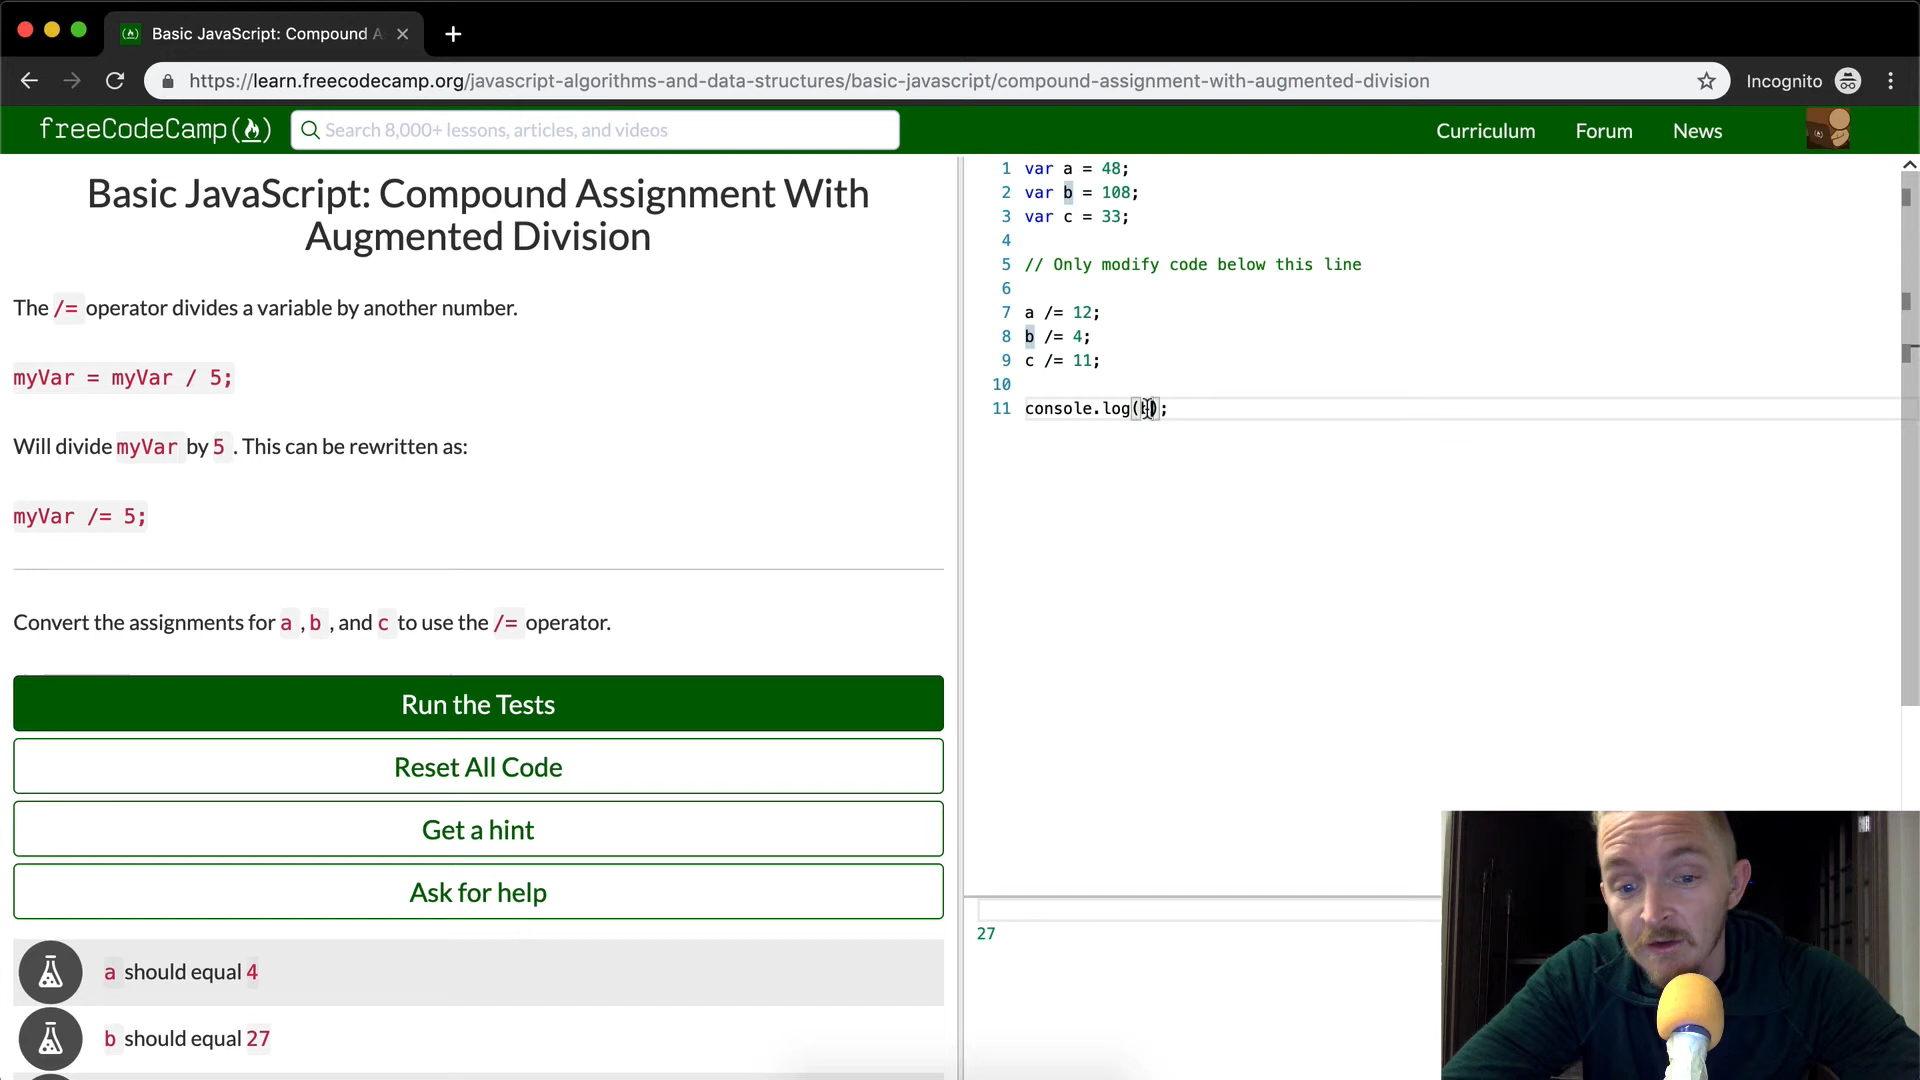 Basic JavaScript: Compound A
https://learn.freecodecamp.org/javascript-algorithms-and-data-structures/basic-javascript/compound-assignment-with-augmented-division
Incognito
freeCodeCamp
Search 8,000+ lessons, articles, and videos
Curriculum
Forum
News
Basic JavaScript: Compound Assignment With
Augmented Division
The /= operator divides a variable by another number.
myVar = myVar / 5;
Will divide myVar by 5 . This can be rewritten as:
myVar /= 5;
Convert the assignments for a , b , and c to use the /= operator.
Run the Tests
Reset All Code
Get a hint
Ask for help
a should equal 4
b should equal 27
1 var a = 48;
2 var b = 108;
3 var c = 33;
4
5 // Only modify code below this line
6
7 a /= 12;
8 b /= 4;
9 c /= 11;
10
11 console.log(b);
27